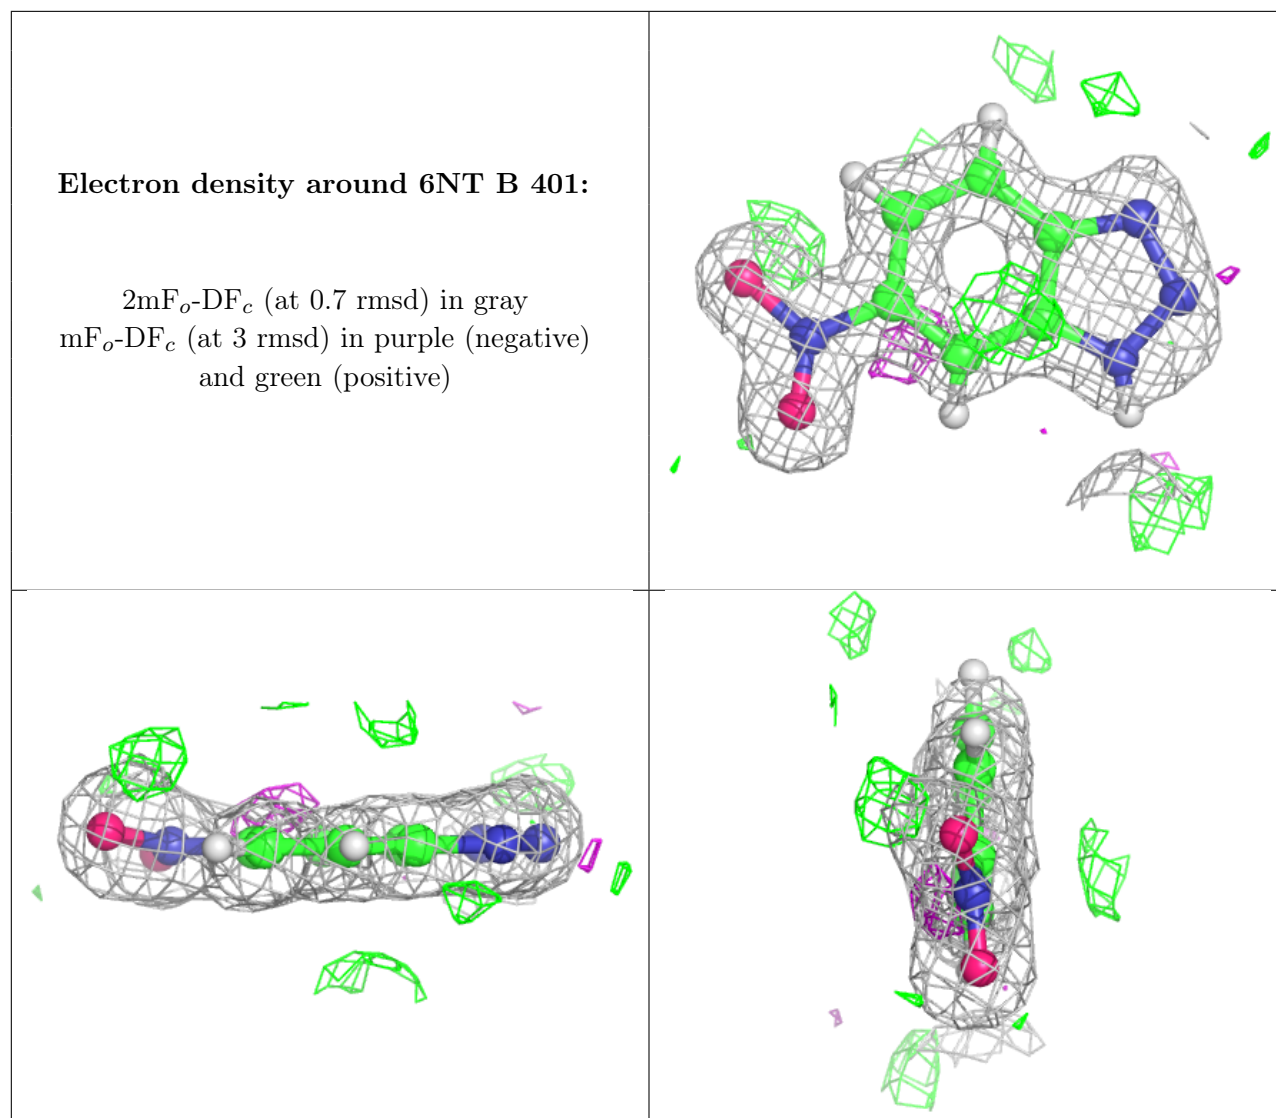 Electron density around 6NT B 401:
2mFₒ-DF𝒸 (at 0.7 rmsd) in gray
mFₒ-DF𝒸 (at 3 rmsd) in purple (negative)
and green (positive)